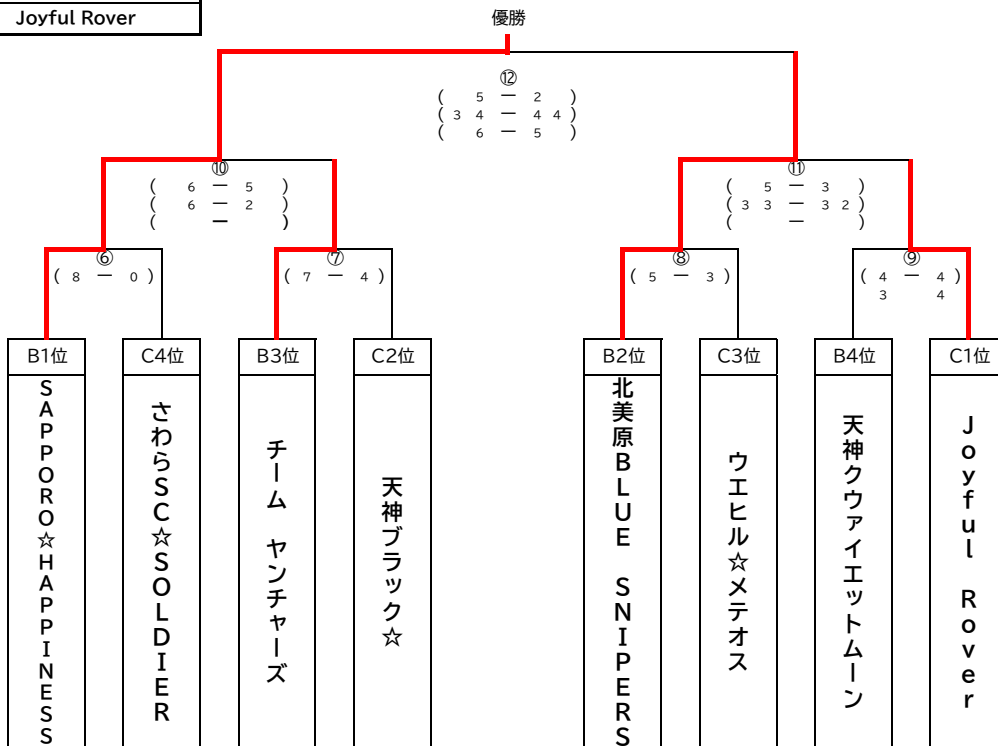 Joyful Rover
優勝
⑫
( 5 ー 2 )
( 3 4 ー 4 4 )
( 6 ー 5 )
⑩
( 6 ー 5 )
( 6 ー 2 )
( ー )
⑪
( 5 ー 3 )
( 3 3 ー 3 2 )
( ー )
⑥
( 8 ー 0 )
⑦
( 7 ー 4 )
⑧
( 5 ー 3 )
⑨
( 4 ー 4 )
3 4
B1位
C4位
B3位
C2位
B2位
C3位
B4位
C1位
SAPPORO☆HAPPINESS
さわらSC☆SOLDIER
チーム ヤンチャーズ
天神ブラック☆
北美原BLUE SNIPERS
ウエヒル☆メテオス
天神クウァイエットムーン
Joyful Rover